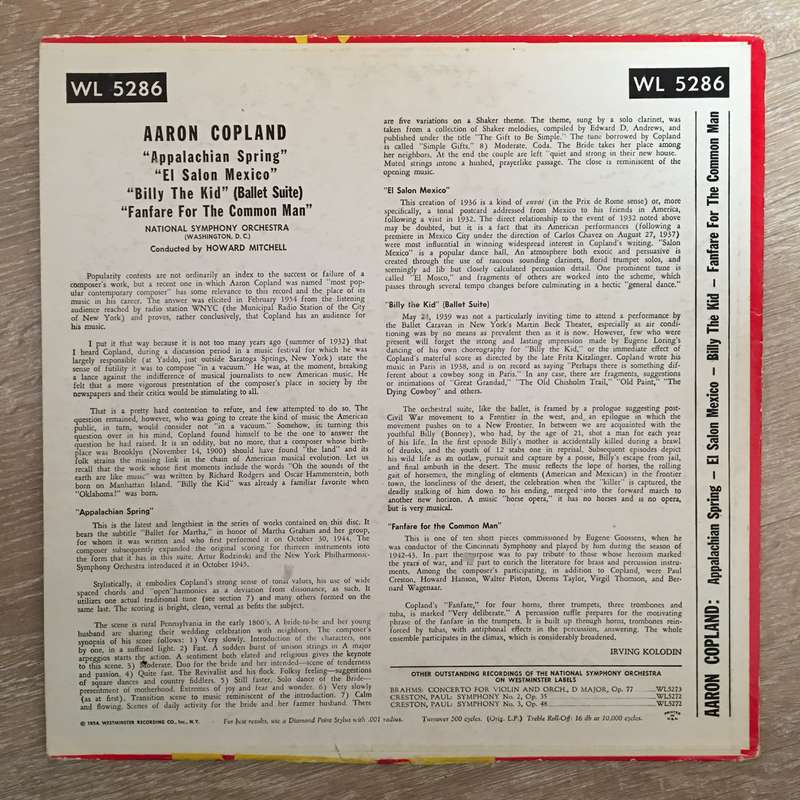 WL 5286
WL 5286
AARON COPLAND
"Appalachian Spring"
"El Salon Mexico"
"Billy The Kid" (Ballet Suite)
"Fanfare For The Common Man"
NATIONAL SYMPHONY ORCHESTRA
(WASHINGTON, D. C.)
Conducted by HOWARD MITCHELL
Popularity contests are not ordinarily an index to the success or failure of a
composer's work, but a recent one in which Aaron Copland was named "most pop-
ular contemporary composer" has some relevance to this record and the place of its
music in his career. The answer was elicited in February 1954 from the listening
audience reached by radio station WNYC (the Municipal Radio Station of the City
of New York) and proves, rather conclusively, that Copland has an audience for
his music.
I put it that way because it is not too many years ago (summer of 1932) that
I heard Copland, during a discussion period in a music festival for which he was
largely responsible (at Yaddo, just outside Saratoga Springs, New York) state the
sense of futility it was to compose "in a vacuum." He was, at the moment, breaking
a lance against the indifference of musical journalists to new American music. He
felt that a more vigorous presentation of the composer's place in society by the
newspapers and their critics would be stimulating to all.
That is a pretty hard contention to refute, and few attempted to do so. The
question remained, however, who was going to create the kind of music the American
public, in turn, would consider not "in a vacuum." Somehow, in turning this
question over in his mind, Copland found himself to be the one to answer the
question he had raised. It is an oddity, but no more, that a composer whose birth-
place was Brooklyn (November 14, 1900) should have found "the land" and its
folk strains the missing link in the chain of American musical evolution. Let us
recall that the work whose first moments include the words "Oh the sounds of the
earth are like music" was written by Richard Rodgers and Oscar Hammerstein, both
born on Manhattan Island. "Billy the Kid" was already a familiar favorite when
"Oklahoma!" was born.
"Appalachian Spring"
This is the latest and lengthiest in the series of works contained on this disc. It
bears the subtitle "Ballet for Martha," in honor of Martha Graham and her group,
for whom it was written and who first performed it on October 30, 1944. The
composer subsequently expanded the original scoring for thirteen instruments into
the form that it has in this suite. Artur Rodzinski and the New York Philharmonic-
Symphony Orchestra introduced it in October 1945.
Stylistically, it embodies Copland's strong sense of tonal values, his use of wide
spaced chords and "open" harmonics as a deviation from dissonance, as such. It
utilizes one actual traditional tune (see section 7) and many others formed on the
same last. The scoring is bright, clean, vernal as befits the subject.
The scene is rural Pennsylvania in the early 1800's. A bride-to-be and her young
husband are sharing their wedding celebration with neighbors. The composer's
synopsis of his score follows: 1) Very slowly. Introduction of the characters, one
by one, in a suffused light. 2) Fast. A sudden burst of unison strings in A major
arpeggios starts the action. A sentiment both elated and religious gives the keynote
to this scene. 3) Moderate. Duo for the bride and her intended—scene of tenderness
and passion. 4) Quite fast. The Revivalist and his flock. Folksy feeling—suggestions
of square dances and country fiddlers. 5) Still faster. Solo dance of the Bride—
presentiment of motherhood. Extremes of joy and fear and wonder. 6) Very slowly
(as at first). Transition scene to music reminiscent of the introduction. 7) Calm
and flowing. Scenes of daily activity for the bride and her farmer husband. There
are five variations on a Shaker theme. The theme, sung by a solo clarinet, was
taken from a collection of Shaker melodies, compiled by Edward D. Andrews, and
published under the title "The Gift to Be Simple." The tune borrowed by Copland
is called "Simple Gifts." 8) Moderate. Coda. The Bride takes her place among
her neighbors. At the end the couple are left "quiet and strong in their new house.
Muted strings intone a hushed, prayerlike passage. The close is reminiscent of the
opening music.
"El Salon Mexico"
This creation of 1936 is a kind of envoi (in the Prix de Rome sense) or, more
specifically, a tonal postcard addressed from Mexico to his friends in America,
following a visit in 1932. The direct relationship to the event of 1932 noted above
may be doubted, but it is a fact that its American performances (following a
premiere in Mexico City under the direction of Carlos Chavez on August 27, 1937)
were most influential in winning widespread interest in Copland's writing. "Salon
Mexico" is a popular dance hall. An atmosphere both exotic and persuasive is
created through the use of raucous sounding clarinets, florid trumpet solos, and
seemingly ad lib but closely calculated percussion detail. One prominent tune is
called "El Mosco," and fragments of others are worked into the scheme, which
passes through several tempo changes before culminating in a hectic "general dance."
"Billy the Kid" (Ballet Suite)
May 24, 1939 was not a particularly inviting time to attend a performance by
the Ballet Caravan in New York's Martin Beck Theater, especially as air condi-
tioning was by no means as prevalent then as it is now. However, few who were
present will forget the strong and lasting impression made by Eugene Loring's
dancing of his own choreography for "Billy the Kid," or the immediate effect of
Copland's masterful score as directed by the late Fritz Kitzlinger. Copland wrote his
music in Paris in 1938, and is on record as saying "Perhaps there is something dif-
ferent about a cowboy song in Paris." In any case, there are fragments, suggestions
or intimations of "Great Grandad," "The Old Chisholm Trail," "Old Paint," "The
Dying Cowboy" and others.
The orchestral suite, like the ballet, is framed by a prologue suggesting post-
Civil War movement to a Frontier in the west, and an epilogue in which the
movement pushes on to a New Frontier. In between we are acquainted with the
youthful Billy (Bonney), who had, by the age of 21, shot a man for each year
of his life. In the first episode Billy's mother is accidentally killed during a brawl
of drunks, and the youth of 12 stabs one in reprisal. Subsequent episodes depict
his wild life as an outlaw, pursuit and capture by a posse, Billy's escape from jail,
and final ambush in the desert. The music reflects the lope of horses, the rolling
gait of horsemen, the mingling of elements (American and Mexican) in the frontier
town, the loneliness of the desert, the celebration when the "killer" is captured, the
deadly stalking of him down to his ending, merged into the forward march to
another new horizon. A music "horse opera," it has no horses and is no opera,
but is very musical.
"Fanfare for the Common Man"
This is one of ten short pieces commissioned by Eugene Goossens, when he
was conductor of the Cincinnati Symphony and played by him during the season of
1942-43. In part the purpose was to pay tribute to those whose heroism marked
the years of war, and in part to enrich the literature for brass and percussion instru-
ments. Among the composer's participating, in addition to Copland, were Paul
Creston, Howard Hanson, Walter Piston, Deems Taylor, Virgil Thomson, and Ber-
nard Wagenaar.
Copland's "Fanfare," for four horns, three trumpets, three trombones and
tuba, is marked "Very deliberate." A percussion ruffle prepares for the motivating
phrase of the fanfare in the trumpets. It is built up through horns, trombones rein-
forced by tubas, with antiphonal effects in the percussion, answering. The whole
ensemble participates in the climax, which is considerably broadened.
IRVING KOLODIN
OTHER OUTSTANDING RECORDINGS OF THE NATIONAL SYMPHONY ORCHESTRA
ON WESTMINSTER LABELS
BRAHMS: CONCERTO FOR VIOLIN AND ORCH., D MAJOR, Op. 77 WL5273
CRESTON, PAUL: SYMPHONY No. 2, Op. 35 WL5272
CRESTON, PAUL: SYMPHONY No. 3, Op. 48 WL5272
© 1954, WESTMINSTER RECORDING CO., Inc., N.Y.
For best results, use a Diamond Point Stylus with .001 radius.
Turnover 500 cycles. (Orig. L.P.) Treble Roll-Off: 16 db at 10,000 cycles.
PRINTED IN U.S.A.
AARON COPLAND: Appalachian Spring – El Salon Mexico – Billy The Kid – Fanfare For The Common Man